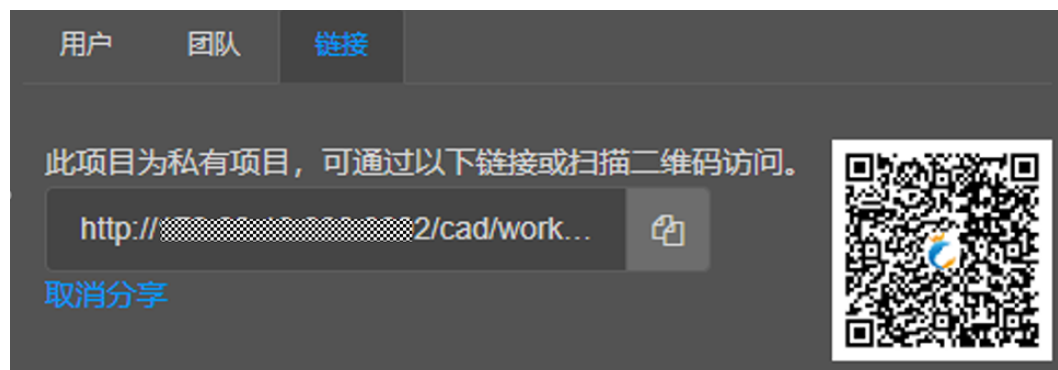 用户 团队 链接
此项目为私有项目，可通过以下链接或扫描二维码访问。
http:// 2/cad/work...
取消分享